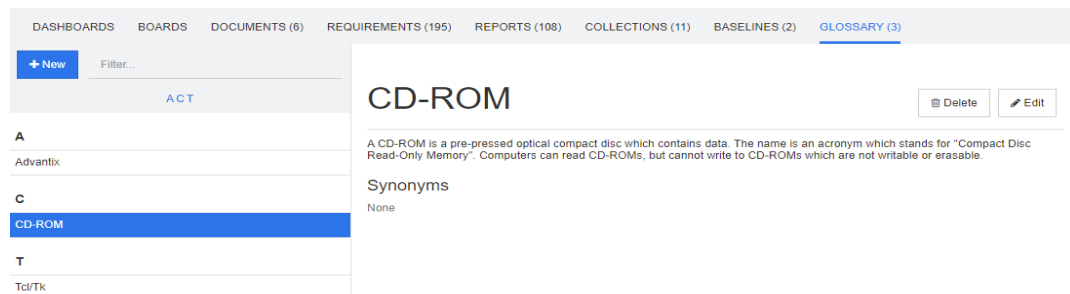 DASHBOARDS BOARDS DOCUMENTS (6) REQUIREMENTS (195) REPORTS (108) COLLECTIONS (11) BASELINES (2) GLOSSARY (3)
New Filter...
A C T
A
Advantix
C
CD-ROM
T
Tcl/Tk
CD-ROM
Delete Edit
A CD-ROM is a pre-pressed optical compact disc which contains data. The name is an acronym which stands for "Compact Disc
Read-Only Memory". Computers can read CD-ROMs, but cannot write to CD-ROMs which are not writable or erasable.
Synonyms
None